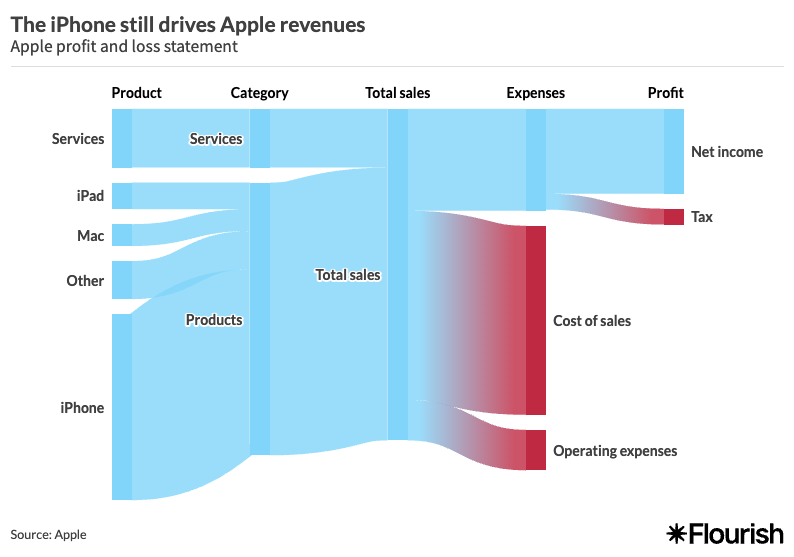 The iPhone still drives Apple revenues
Apple profit and loss statement
Product Category Total sales Expenses Profit
Services Services Net income
iPad
Tax
Mac
Other Total sales
Products Cost of sales
iPhone
Operating expenses
Source: Apple
Flourish